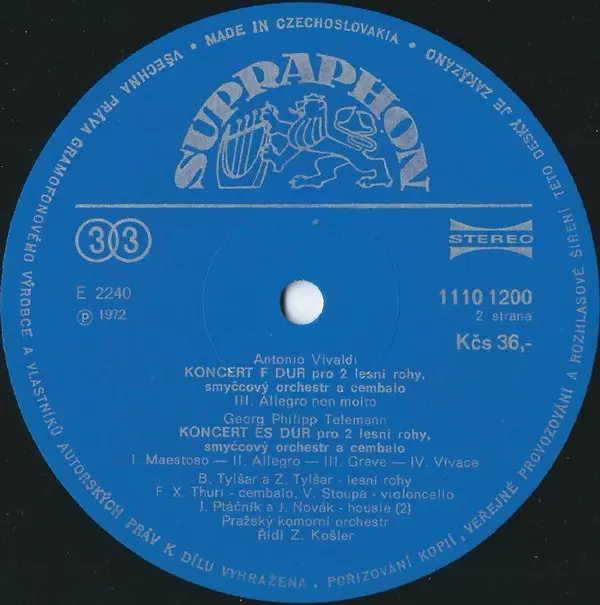 VŠECHNA PRÁVA GRAMOFONOVÉHO VÝROBCE A VLASTNÍKŮ AUTORSKÝCH PRÁV K DÍLU VYHRAŽENA · POŘIZOVÁNÍ KOPIÍ, VEŘEJNÉ PROVOZOVÁNÍ A ROZHLASOVÉ ŠÍŘENÍ TÉTO DESKY JE ZAKÁZÁNO
· MADE IN CZECHOSLOVAKIA ·
SUPRAPHON
33
STEREO
E 2240
1110 1200
℗ 1972
2 strana
Kčs 36,-
Antonio Vivaldi
KONCERT F DUR pro 2 lesní rohy,
smyčcový orchestr a cembalo
III. Allegro non molto
Georg Philipp Telemann
KONCERT ES DUR pro 2 lesní rohy,
smyčcový orchestr a cembalo
I. Maestoso — II. Allegro — III. Grave — IV. Vivace
B. Tylšar a Z. Tylšar - lesní rohy
F. X. Thuri - cembalo, V. Stoupa - violoncello
J. Ptáčník a J. Novák - housle (2)
Pražský komorní orchestr
Řídí Z. Košler